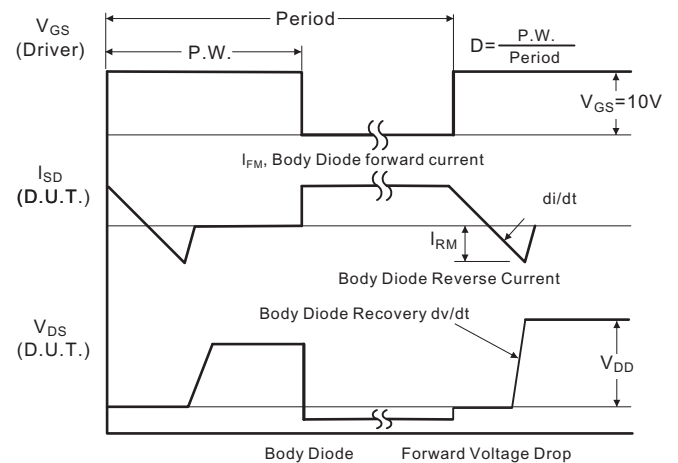 VGS
(Driver)
Period
P.W.
D= P.W.
Period
VGS=10V
IFM, Body Diode forward current
ISD
(D.U.T.)
di/dt
IRM
Body Diode Reverse Current
VDS
(D.U.T.)
Body Diode Recovery dv/dt
VDD
Body Diode Forward Voltage Drop